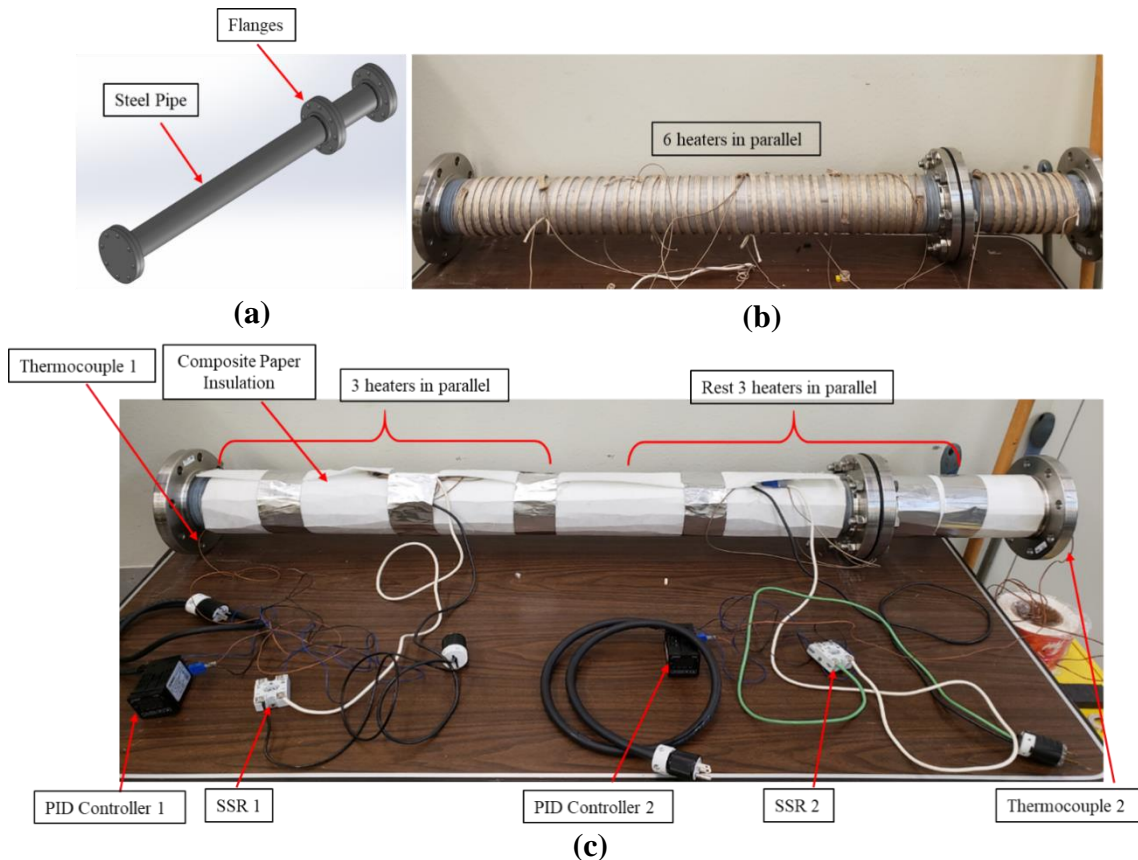 Flanges
Steel Pipe
6 heaters in parallel
(a)
(b)
Thermocouple 1
Composite Paper
Insulation
3 heaters in parallel
Rest 3 heaters in parallel
PID Controller 1
SSR 1
PID Controller 2
SSR 2
Thermocouple 2
(c)